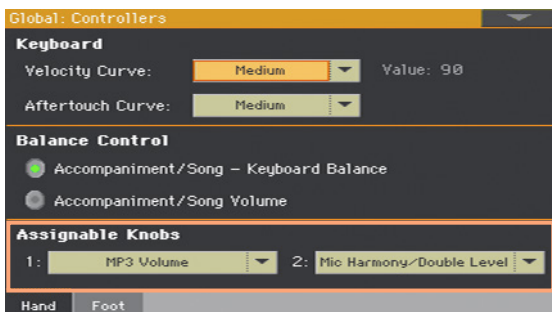 Global: Controllers
Keyboard
Velocity Curve: Medium Value: 90
Aftertouch Curve: Medium
Balance Control
Accompaniment/Song – Keyboard Balance
Accompaniment/Song Volume
Assignable Knobs
1: MP3 Volume 2: Mic Harmony/Double Level
Hand Foot